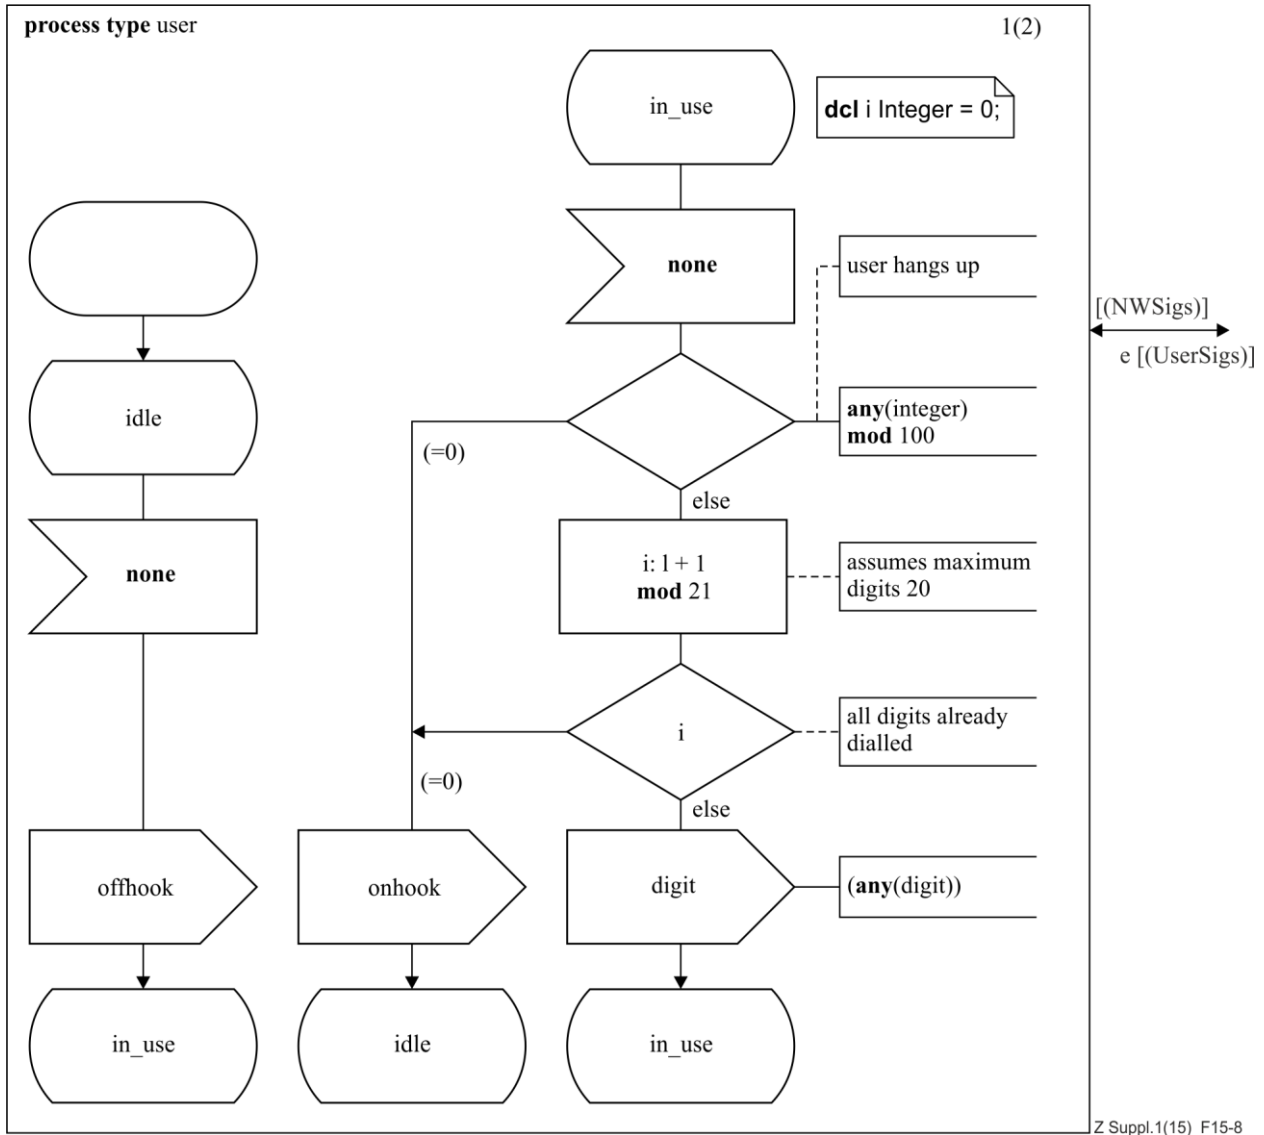 process type user
1(2)
in_use
dcl i Integer = 0;
none
user hangs up
[(NWSigs)]
e [(UserSigs)]
idle
any(integer)
mod 100
(=0)
else
none
i: l + 1
mod 21
assumes maximum
digits 20
i
all digits already
dialled
(=0)
else
offhook
onhook
digit
(any(digit))
in_use
idle
in_use
Z Suppl.1(15) F15-8